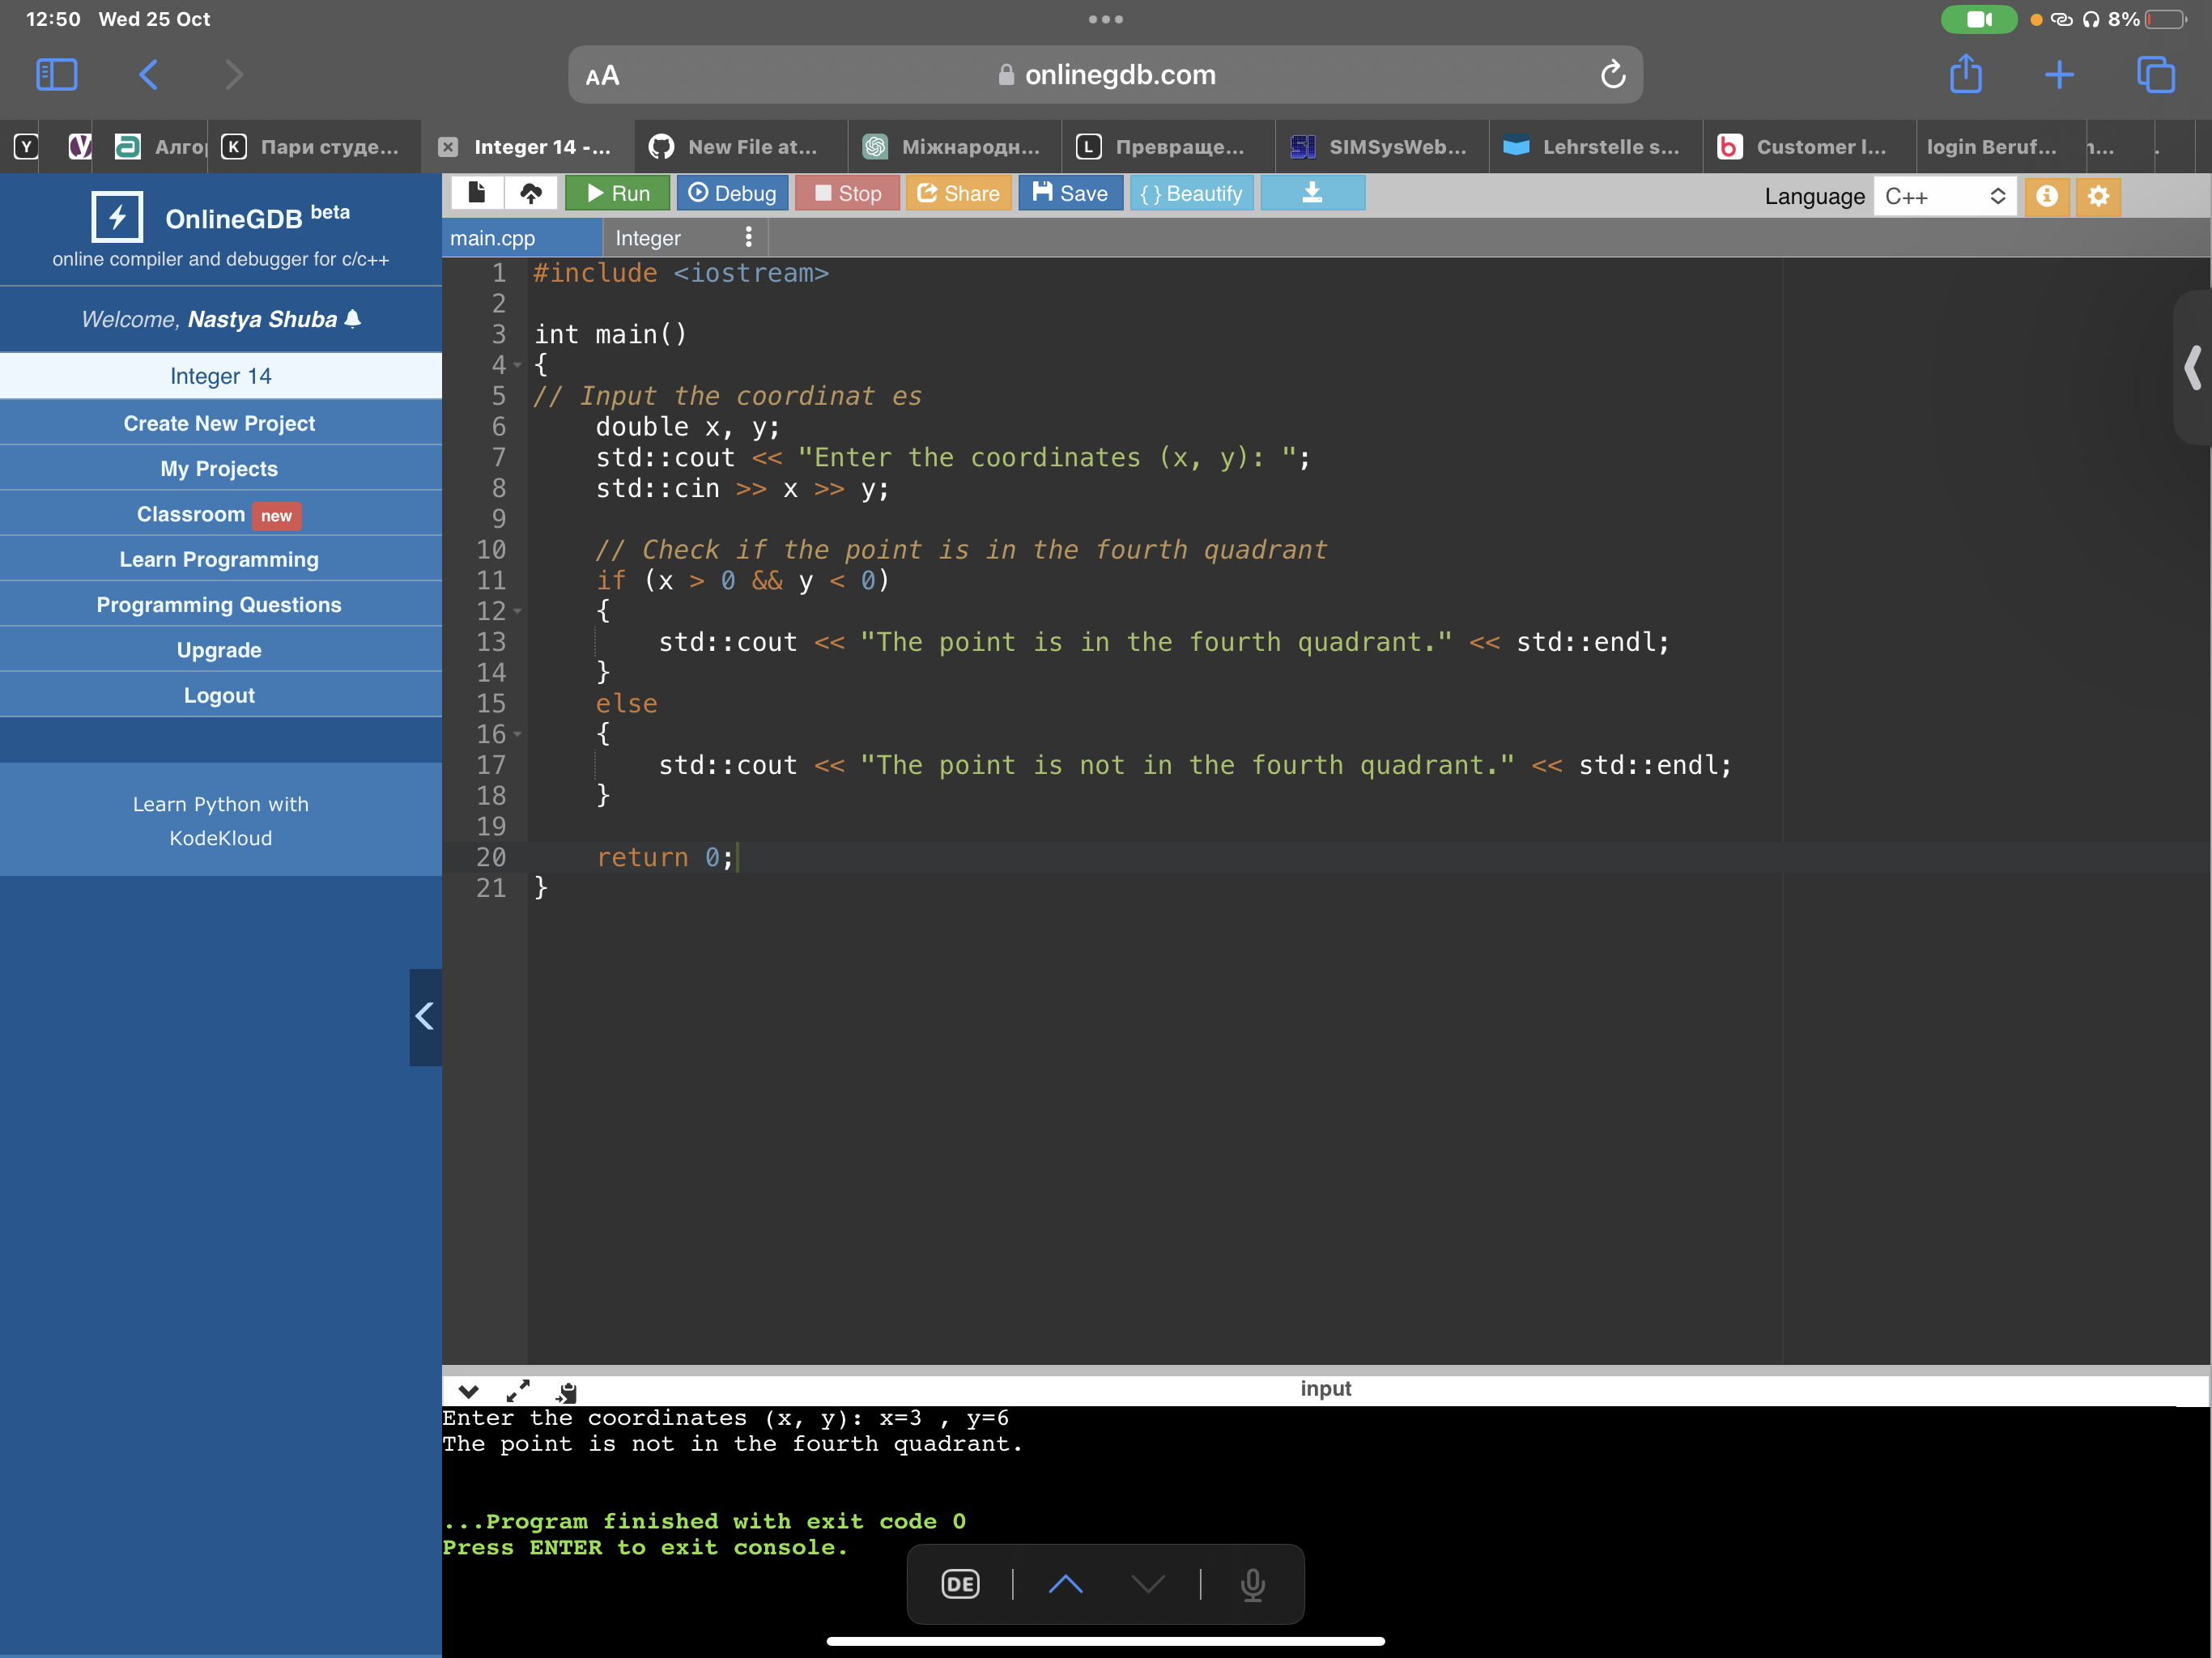 12:50 Wed 25 Oct
8%
AA
onlinegdb.com
Y
y
a Алго
K Пари студе...
Integer 14 -...
New File at...
Міжнародн...
L Превраще...
SI SIMSysWeb...
Lehrstelle s...
b Customer l...
login Beruf...
OnlineGDB beta
online compiler and debugger for c/c++
Welcome, Nastya Shuba
Integer 14
Create New Project
My Projects
Classroom new
Learn Programming
Programming Questions
Upgrade
Logout
Learn Python with
KodeKloud
Run
Debug
Stop
Share
Save
{ } Beautify
Language C++
main.cpp
Integer
1 #include <iostream>
2
3 int main()
4 {
5 // Input the coordinat es
6     double x, y;
7     std::cout << "Enter the coordinates (x, y): ";
8     std::cin >> x >> y;
9
10     // Check if the point is in the fourth quadrant
11     if (x > 0 && y < 0)
12     {
13         std::cout << "The point is in the fourth quadrant." << std::endl;
14     }
15     else
16     {
17         std::cout << "The point is not in the fourth quadrant." << std::endl;
18     }
19
20     return 0;
21 }
input
Enter the coordinates (x, y): x=3 , y=6
The point is not in the fourth quadrant.
...Program finished with exit code 0
Press ENTER to exit console.
DE